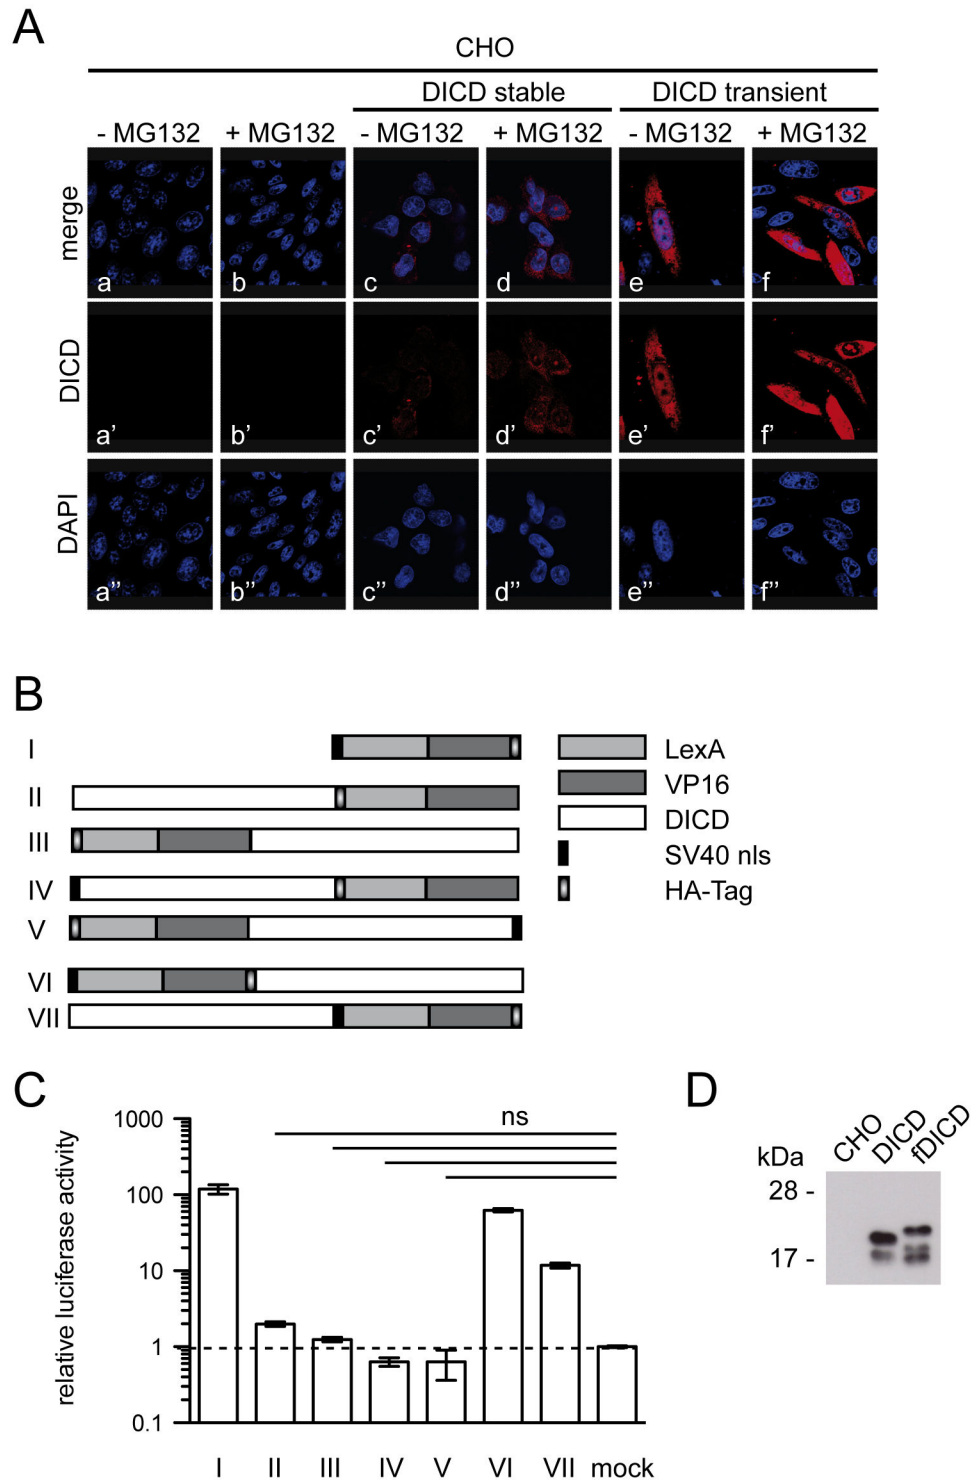 A
CHO
DICD stable
DICD transient
- MG132
+ MG132
- MG132
+ MG132
- MG132
+ MG132
merge
a
b
c
d
e
f
DICD
a'
b'
c'
d'
e'
f'
DAPI
a''
b''
c''
d''
e''
f''
B
I
II
III
IV
V
VI
VII
LexA
VP16
DICD
SV40 nls
HA-Tag
C
relative luciferase activity
1000
100
10
1
0.1
ns
I II III IV V VI VII mock
D
kDa
CHO
DICD
fDICD
28 -
17 -